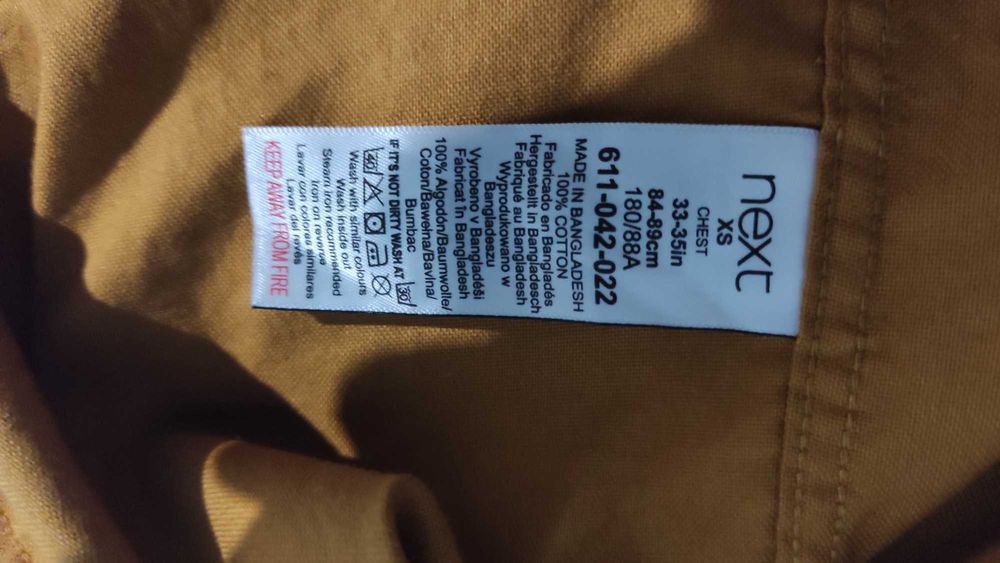 next
XS
CHEST
33-35in
84-89cm
180/88A
611-042-022
MADE IN BANGLADESH
100% COTTON
Fabricado en Bangladés
Hergestellt in Bangladesch
Fabriqué au Bangladesh
Wyprodukowano w
Bangladeszu
Vyrobeno v Bangladéši
Fabricat în Bangladesh
100% Algodón/Baumwolle/
Coton/Bawełna/Bavlna/
Bumbac
IF IT'S NOT DIRTY WASH AT 30
40
Wash with similar colours
Wash inside out
Steam iron recommended
Iron on reverse
Lavar con colores similares
Lavar del revés
KEEP AWAY FROM FIRE